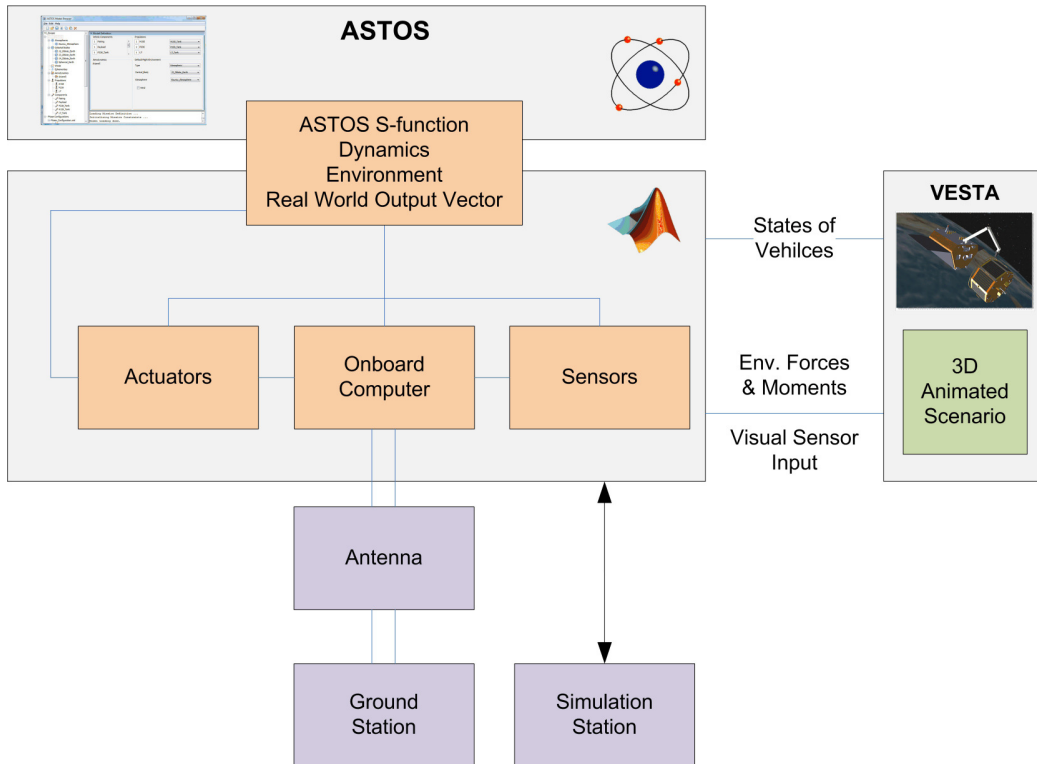 ASTOS
ASTOS S-function
Dynamics
Environment
Real World Output Vector
VESTA
States of
Vehilces
Actuators
Onboard
Computer
Sensors
Env. Forces
& Moments
3D
Animated
Scenario
Visual Sensor
Input
Antenna
Ground
Station
Simulation
Station